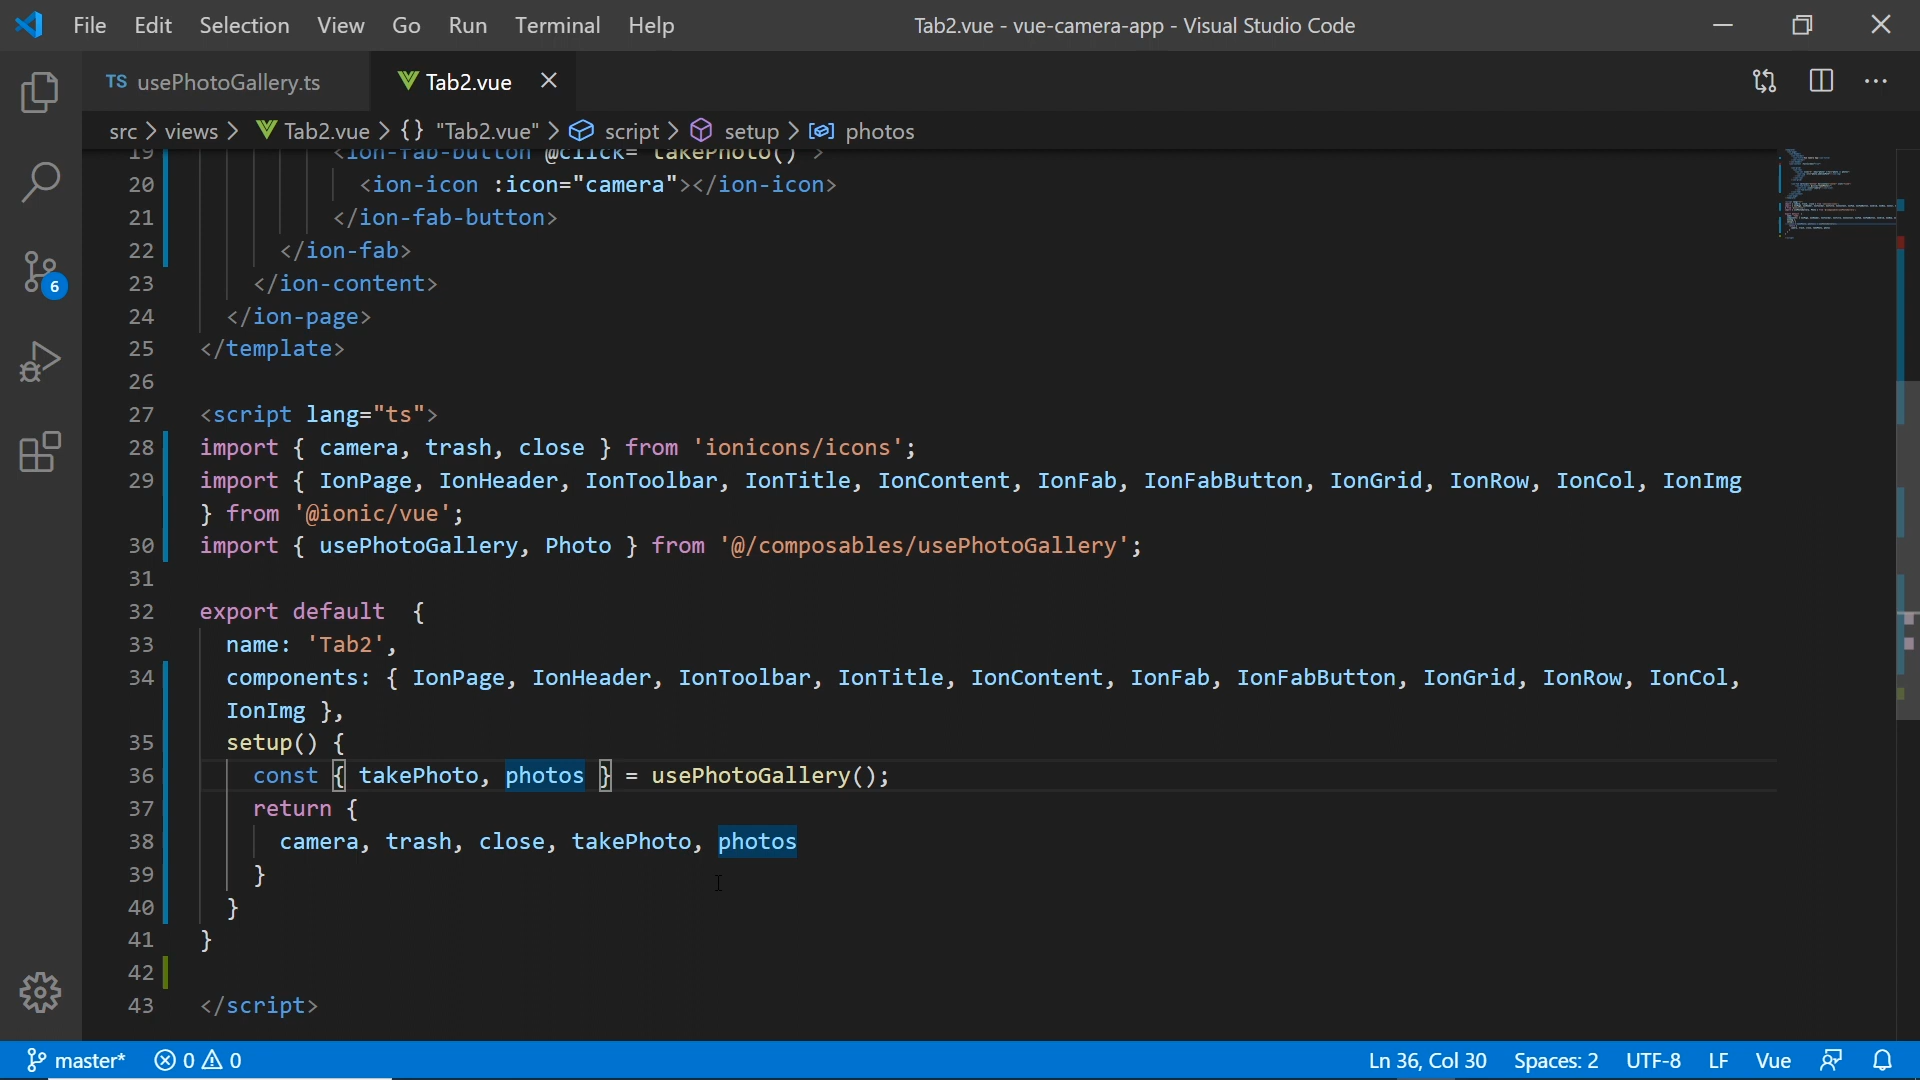 File Edit Selection View Go Run Terminal Help Tab2.vue - vue-camera-app - Visual Studio Code
TS usePhotoGallery.ts Tab2.vue
src > views > Tab2.vue > {} "Tab2.vue" > script > setup > photos
19 <ion-fab-button @click="takePhoto()">
20 <ion-icon :icon="camera"></ion-icon>
21 </ion-fab-button>
22 </ion-fab>
23 </ion-content>
24 </ion-page>
25 </template>
26
27 <script lang="ts">
28 import { camera, trash, close } from 'ionicons/icons';
29 import { IonPage, IonHeader, IonToolbar, IonTitle, IonContent, IonFab, IonFabButton, IonGrid, IonRow, IonCol, IonImg
} from '@ionic/vue';
30 import { usePhotoGallery, Photo } from '@/composables/usePhotoGallery';
31
32 export default  {
33 name: 'Tab2',
34 components: { IonPage, IonHeader, IonToolbar, IonTitle, IonContent, IonFab, IonFabButton, IonGrid, IonRow, IonCol,
IonImg },
35 setup() {
36 const { takePhoto, photos } = usePhotoGallery();
37 return {
38 camera, trash, close, takePhoto, photos
39 }
40 }
41 }
42
43 </script>
6
master* 0 0 Ln 36, Col 30 Spaces: 2 UTF-8 LF Vue